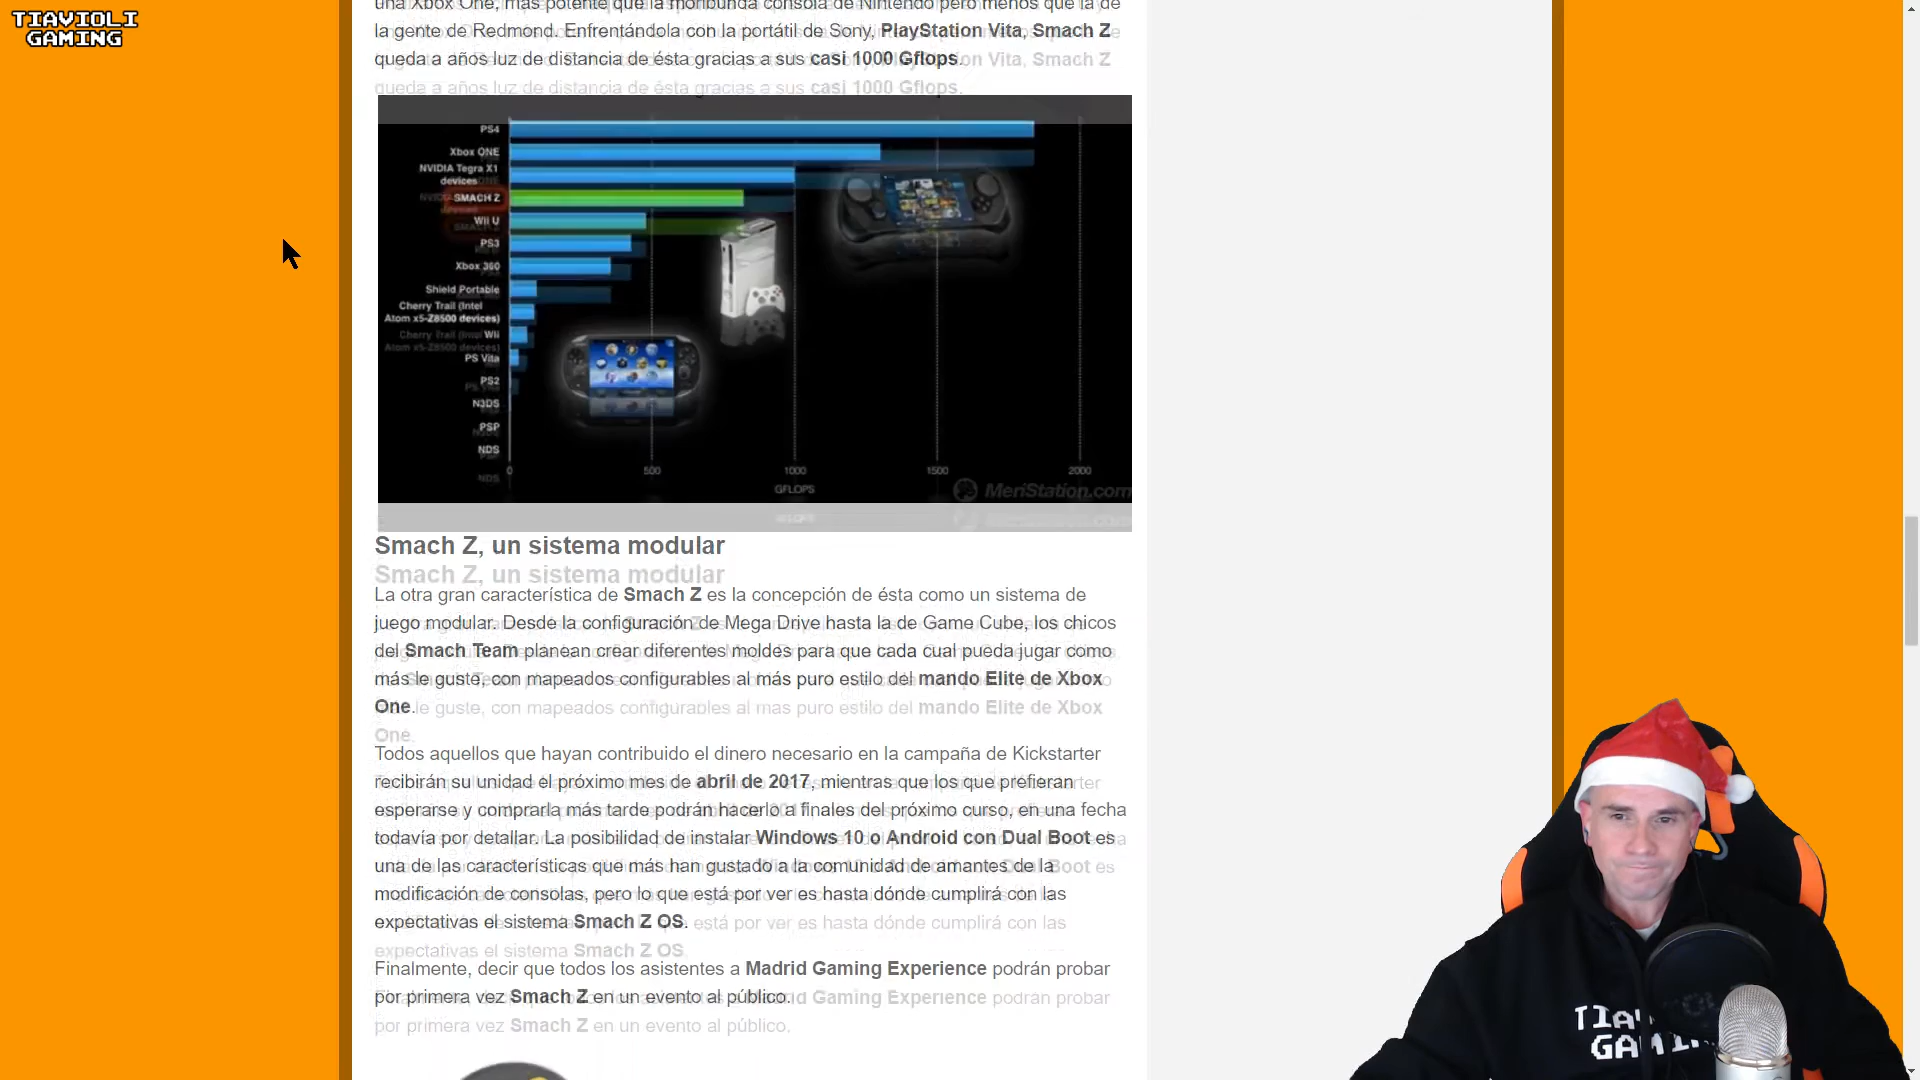 TIAVIOLI
GAMING
una Xbox One, más potente que la moribunda consola de Nintendo pero menos que la de
la gente de Redmond. Enfrentándola con la portátil de Sony, PlayStation Vita, Smach Z
queda a años luz de distancia de ésta gracias a sus casi 1000 Gflops.
PS4
Xbox ONE
NVIDIA Tegra X1
devices
SMACH Z
Wii U
PS3
Xbox 360
Shield Portable
Cherry Trail (Intel
Atom x5-Z8500 devices)
Wii
PS Vita
PS2
N3DS
PSP
NDS
0 500 1000 1500 2000
GFLOPS
MeriStation.com
Smach Z, un sistema modular
La otra gran característica de Smach Z es la concepción de ésta como un sistema de
juego modular. Desde la configuración de Mega Drive hasta la de Game Cube, los chicos
del Smach Team planean crear diferentes moldes para que cada cual pueda jugar como
más le guste, con mapeados configurables al más puro estilo del mando Elite de Xbox
One.
Todos aquellos que hayan contribuido el dinero necesario en la campaña de Kickstarter
recibirán su unidad el próximo mes de abril de 2017, mientras que los que prefieran
esperarse y comprarla más tarde podrán hacerlo a finales del próximo curso, en una fecha
todavía por detallar. La posibilidad de instalar Windows 10 o Android con Dual Boot es
una de las características que más han gustado a la comunidad de amantes de la
modificación de consolas, pero lo que está por ver es hasta dónde cumplirá con las
expectativas el sistema Smach Z OS.
Finalmente, decir que todos los asistentes a Madrid Gaming Experience podrán probar
por primera vez Smach Z en un evento al público.